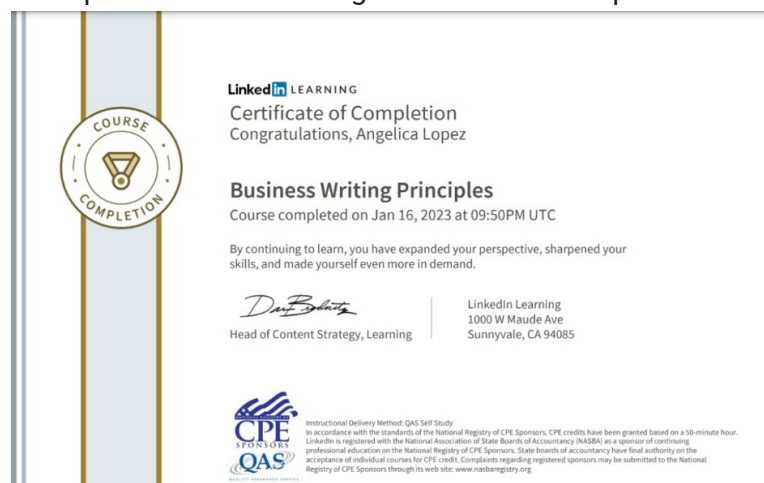 COURSE
COMPLETION
Linked in LEARNING
Certificate of Completion
Congratulations, Angelica Lopez
Business Writing Principles
Course completed on Jan 16, 2023 at 09:50PM UTC
By continuing to learn, you have expanded your perspective, sharpened your
skills, and made yourself even more in demand.
Head of Content Strategy, Learning
LinkedIn Learning
1000 W Maude Ave
Sunnyvale, CA 94085
NATIONAL REGISTRY OF
CPE
SPONSORS
QAS
QUALITY ASSURANCE SERVICE
Instructional Delivery Method: QAS Self Study
In accordance with the standards of the National Registry of CPE Sponsors, CPE credits have been granted based on a 50-minute hour.
LinkedIn is registered with the National Association of State Boards of Accountancy (NASBA) as a sponsor of continuing
professional education on the National Registry of CPE Sponsors. State boards of accountancy have final authority on the
acceptance of individual courses for CPE credit. Complaints regarding registered sponsors may be submitted to the National
Registry of CPE Sponsors through its web site: www.nasbaregistry.org